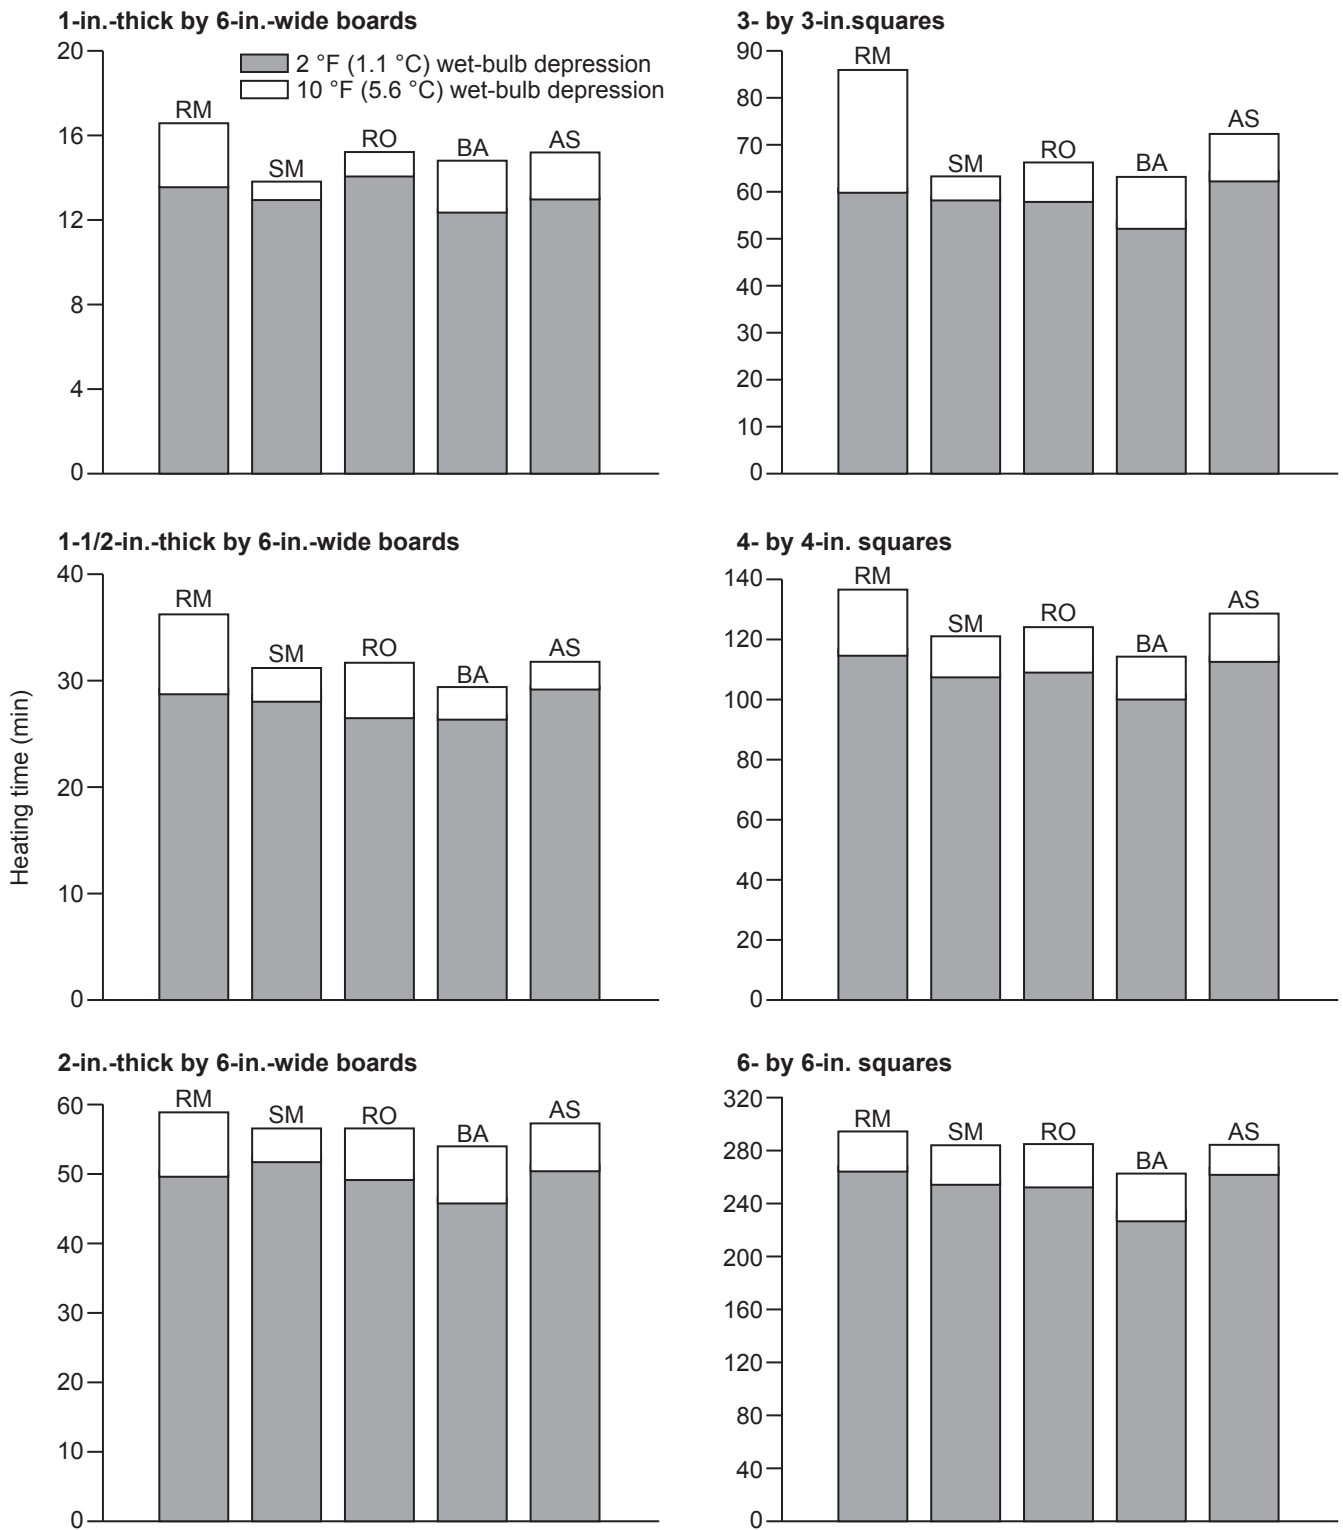 1-in.-thick by 6-in.-wide boards
20
16
12
8
4
0
2 °F (1.1 °C) wet-bulb depression
10 °F (5.6 °C) wet-bulb depression
RM
SM
RO
BA
AS
3- by 3-in.squares
90
80
70
60
50
40
30
20
10
0
RM
SM
RO
BA
AS
Heating time (min)
1-1/2-in.-thick by 6-in.-wide boards
40
30
20
10
0
RM
SM
RO
BA
AS
4- by 4-in. squares
140
120
100
80
60
40
20
0
RM
SM
RO
BA
AS
2-in.-thick by 6-in.-wide boards
60
50
40
30
20
10
0
RM
SM
RO
BA
AS
6- by 6-in. squares
320
280
240
200
160
120
80
40
0
RM
SM
RO
BA
AS